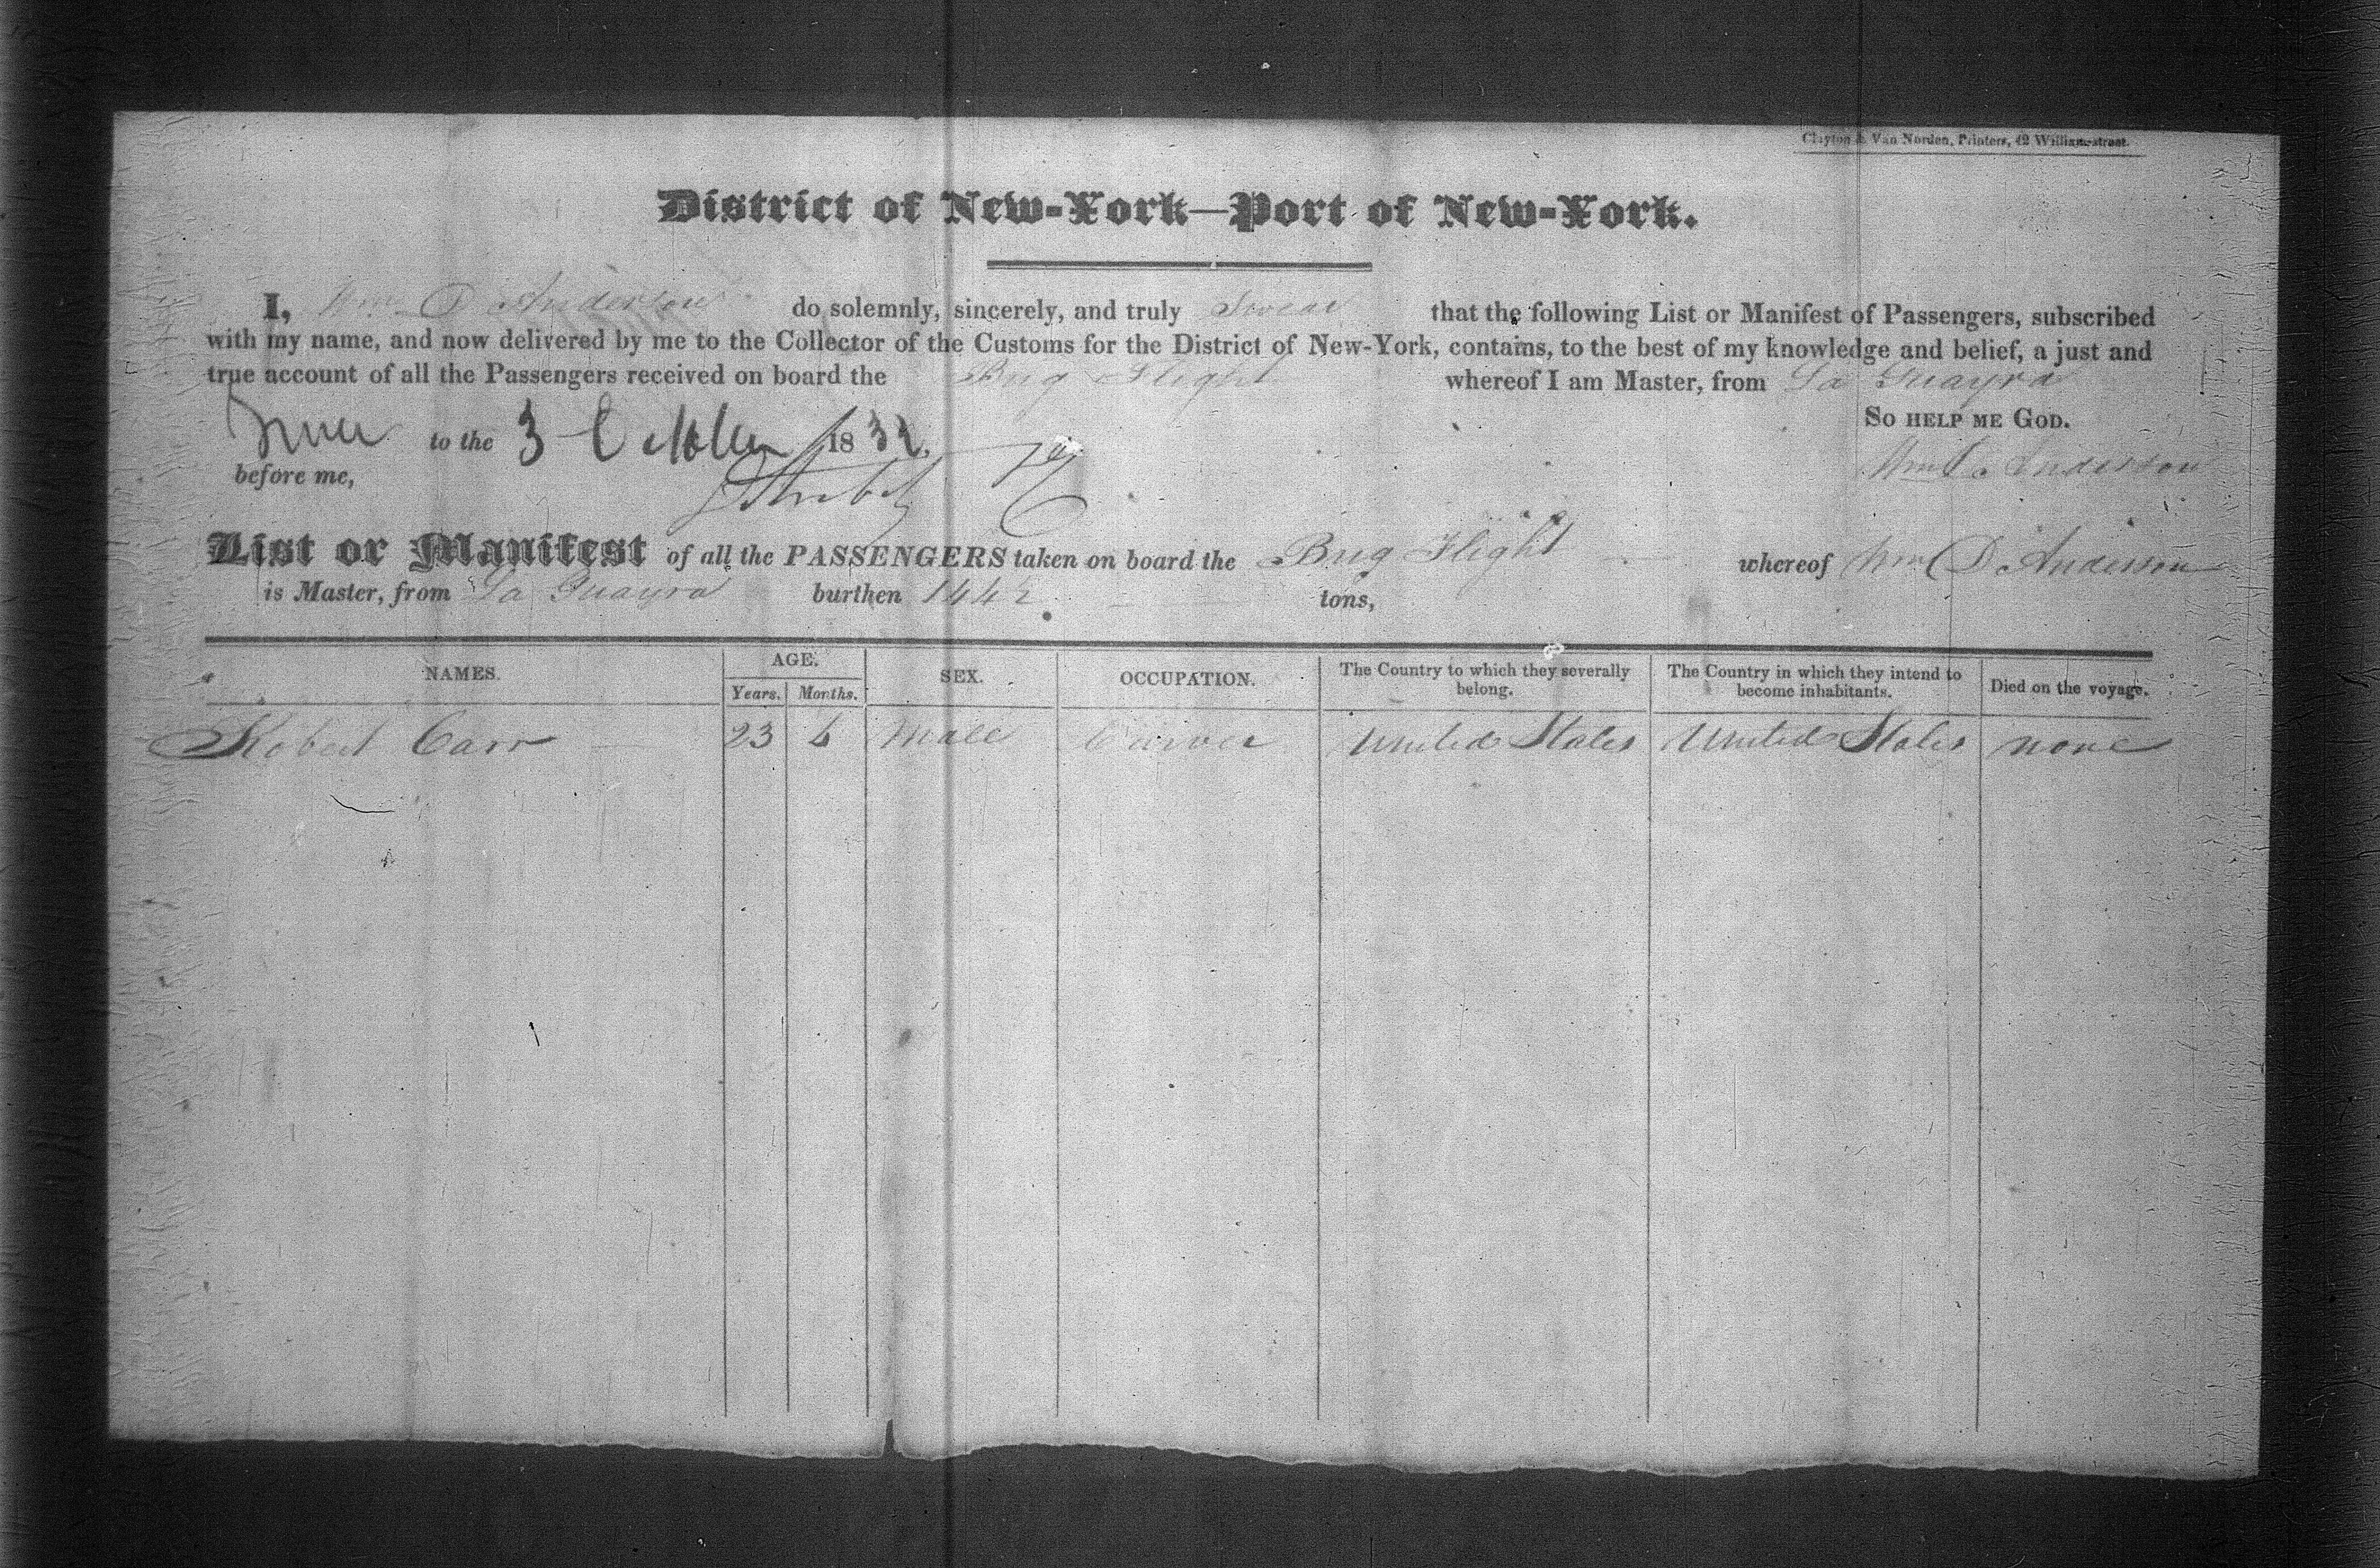 Clayton & Van Norden, Printers, 42 William-street.
District of New-York—Port of New-York.
I, Wm D Anderson do solemnly, sincerely, and truly Swear that the following List or Manifest of Passengers, subscribed
with my name, and now delivered by me to the Collector of the Customs for the District of New-York, contains, to the best of my knowledge and belief, a just and
true account of all the Passengers received on board the Brig Flight whereof I am Master, from La Guayra
So help me God.
to the 3 October 1832,
Wm D. Anderson
before me,
List or Manifest of all the PASSENGERS taken on board the Brig Flight whereof Wm D. Anderson
is Master, from La Guayra burthen 144½ tons,
NAMES. AGE. SEX. OCCUPATION. The Country to which they severally belong. The Country in which they intend to become inhabitants. Died on the voyage.
Years. Months.
Robert Carr 23 6 Male Carver United States United States none